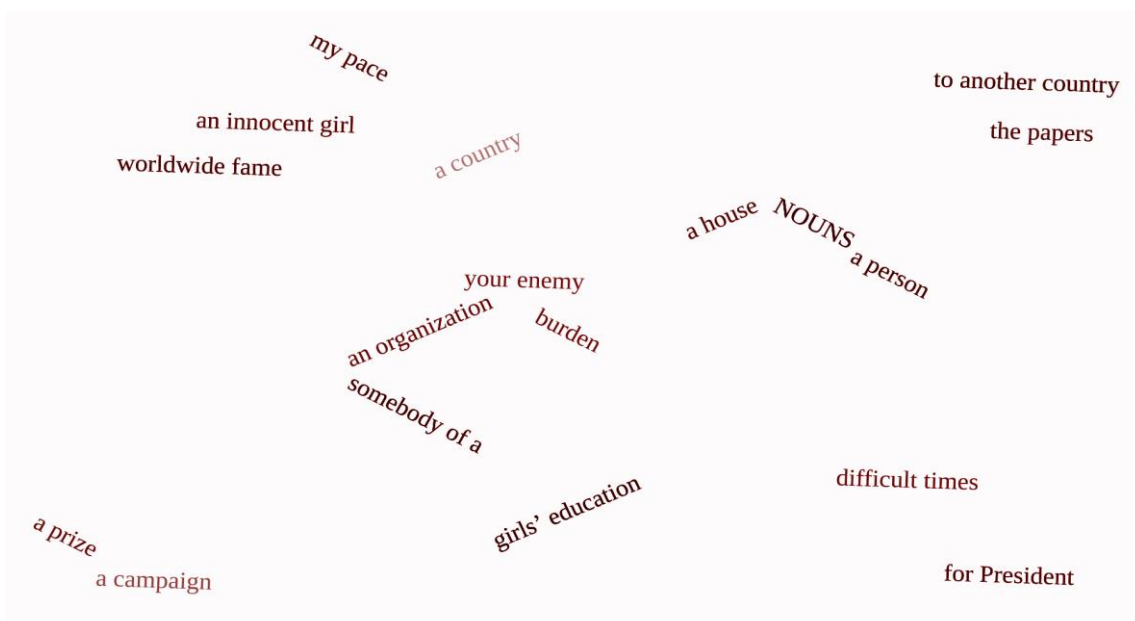 my pace
to another country
an innocent girl
the papers
a country
worldwide fame
a house
NOUNS
a person
your enemy
an organization
burden
somebody of a
difficult times
girls’ education
a prize
a campaign
for President